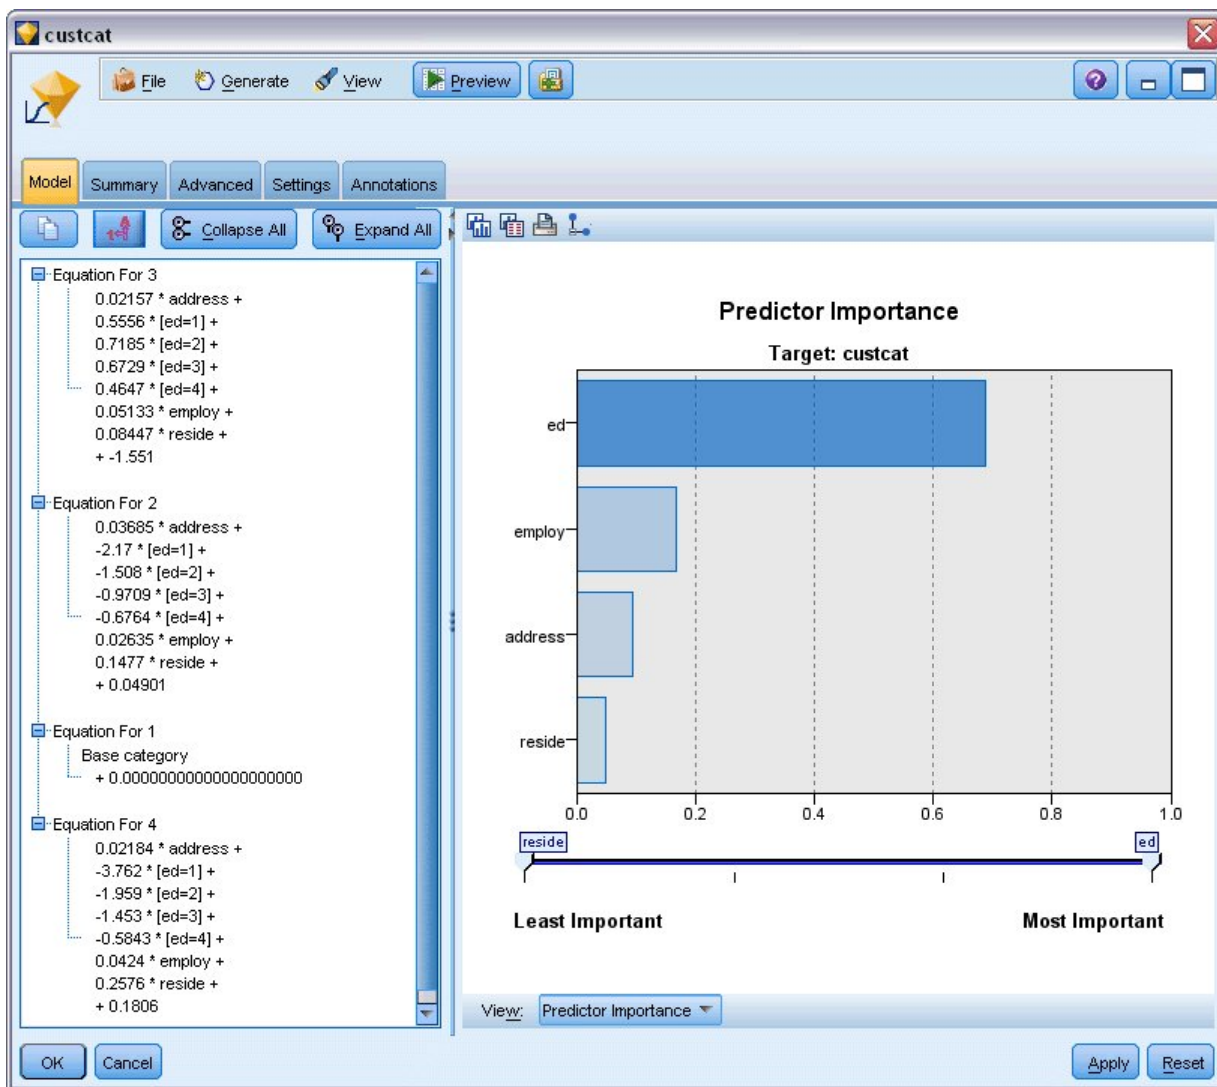 custcat
File Generate View Preview
Model Summary Advanced Settings Annotations
Collapse All Expand All
Equation For 3
0.02157 * address +
0.5556 * [ed=1] +
0.7185 * [ed=2] +
0.6729 * [ed=3] +
0.4647 * [ed=4] +
0.05133 * employ +
0.08447 * reside +
+ -1.551
Equation For 2
0.03685 * address +
-2.17 * [ed=1] +
-1.508 * [ed=2] +
-0.9709 * [ed=3] +
-0.6764 * [ed=4] +
0.02635 * employ +
0.1477 * reside +
+ 0.04901
Equation For 1
Base category
+ 0.00000000000000000000
Equation For 4
0.02184 * address +
-3.762 * [ed=1] +
-1.959 * [ed=2] +
-1.453 * [ed=3] +
-0.5843 * [ed=4] +
0.0424 * employ +
0.2576 * reside +
+ 0.1806
Predictor Importance
Target: custcat
ed
employ
address
reside
0.0 0.2 0.4 0.6 0.8 1.0
reside ed
Least Important Most Important
View: Predictor Importance
OK Cancel Apply Reset